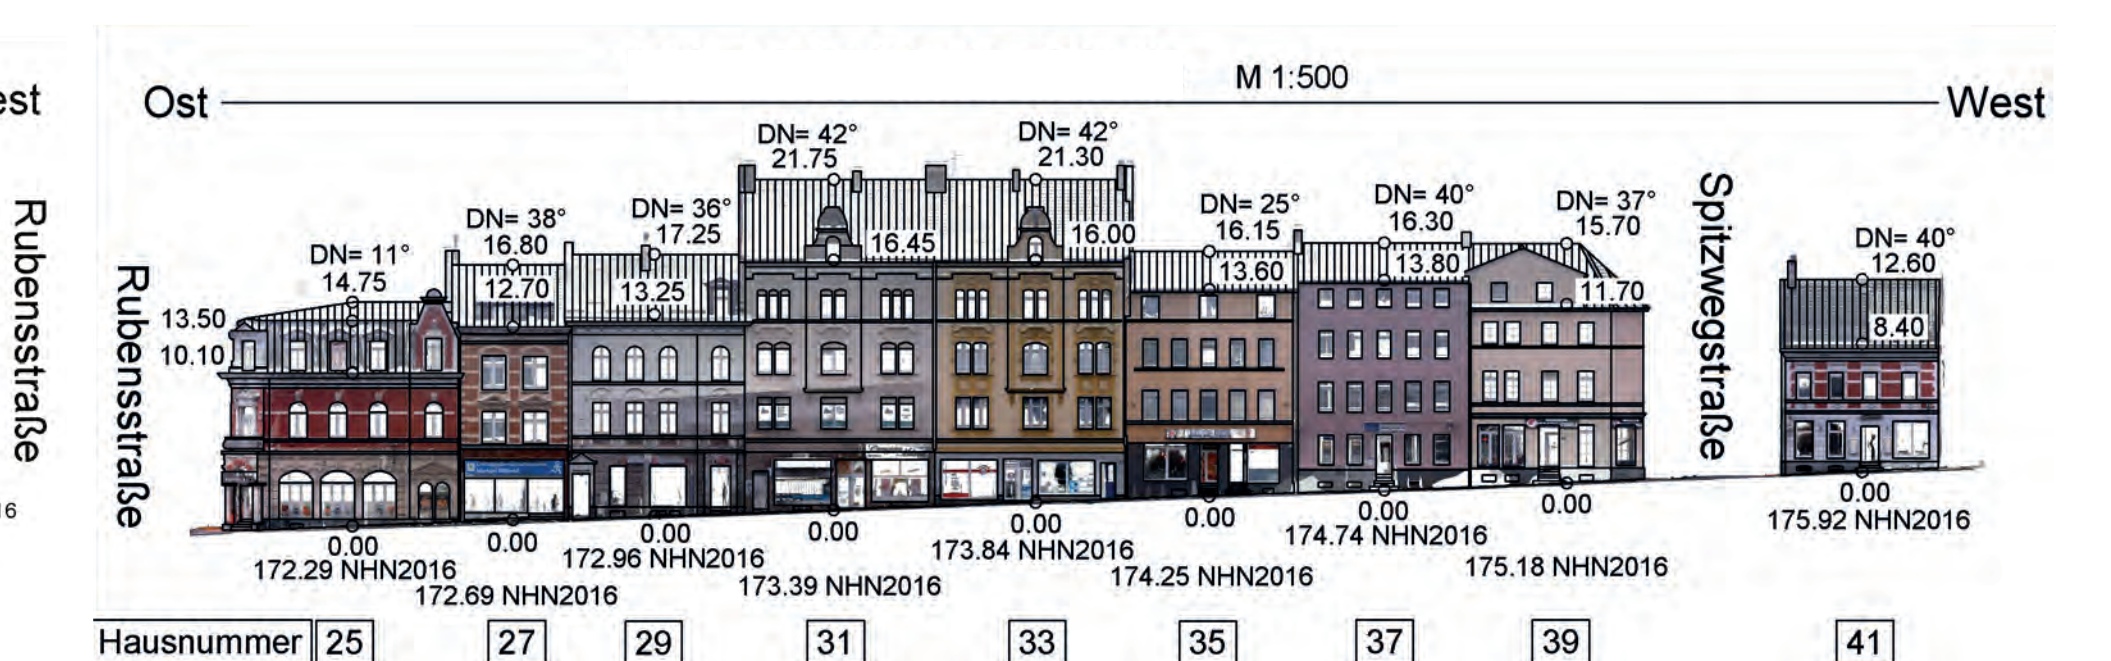 est
Rubensstraße
16
M 1:500
Ost
West
Rubensstraße
13.50
10.10
DN= 11°
14.75
DN= 38°
16.80
12.70
DN= 36°
17.25
13.25
DN= 42°
21.75
16.45
DN= 42°
21.30
16.00
DN= 25°
16.15
13.60
DN= 40°
16.30
13.80
DN= 37°
15.70
11.70
Spitzwegstraße
DN= 40°
12.60
8.40
0.00
172.29 NHN2016
0.00
172.69 NHN2016
0.00
172.96 NHN2016
0.00
173.39 NHN2016
0.00
173.84 NHN2016
0.00
174.25 NHN2016
0.00
174.74 NHN2016
0.00
175.18 NHN2016
0.00
175.92 NHN2016
Hausnummer 25 27 29 31 33 35 37 39 41